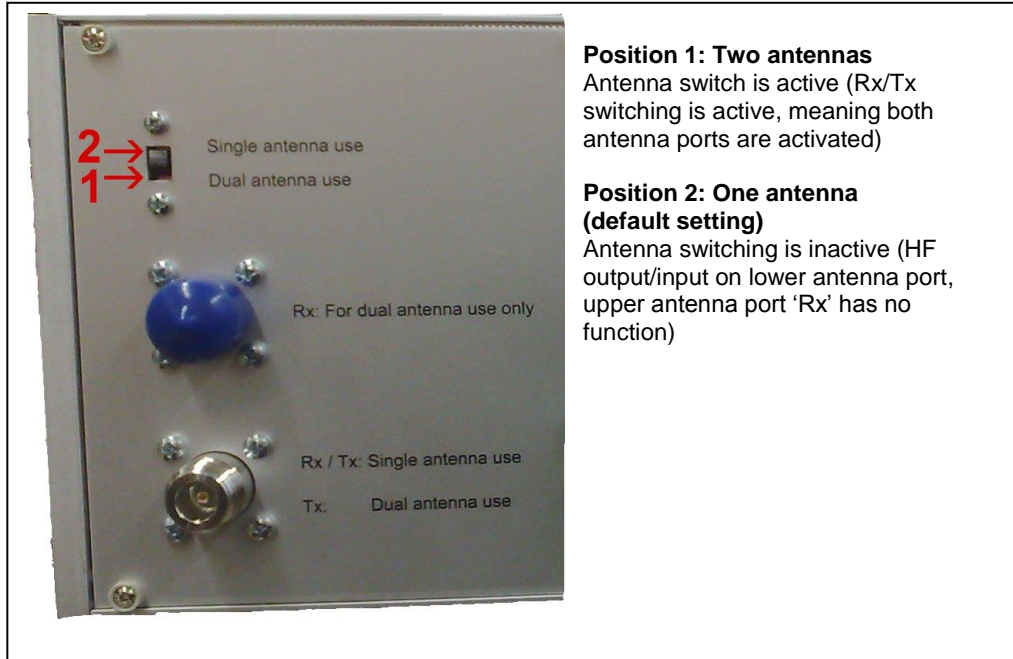 2→
1→
Single antenna use
Dual antenna use
Rx: For dual antenna use only
Rx / Tx: Single antenna use
Tx: Dual antenna use
Position 1: Two antennas
Antenna switch is active (Rx/Tx
switching is active, meaning both
antenna ports are activated)
Position 2: One antenna
(default setting)
Antenna switching is inactive (HF
output/input on lower antenna port,
upper antenna port ‘Rx’ has no
function)